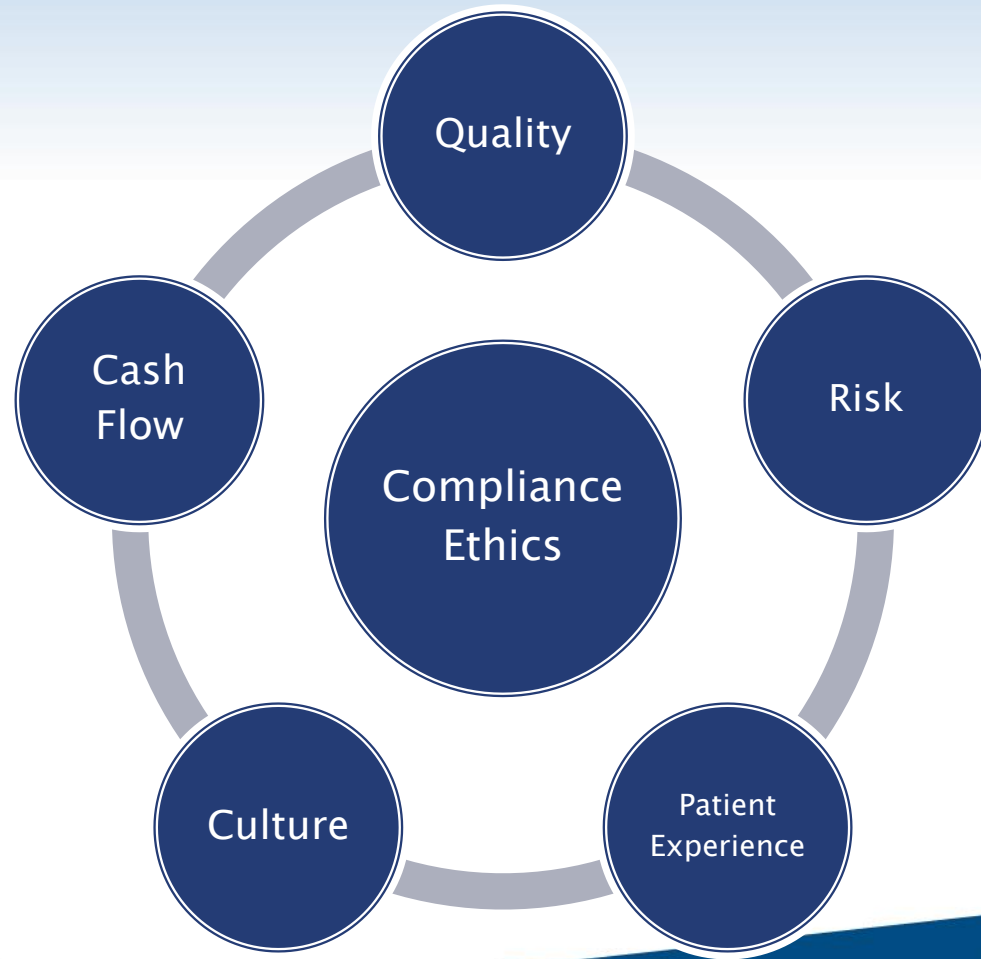 Quality
Risk
Patient
Experience
Culture
Cash
Flow
Compliance
Ethics